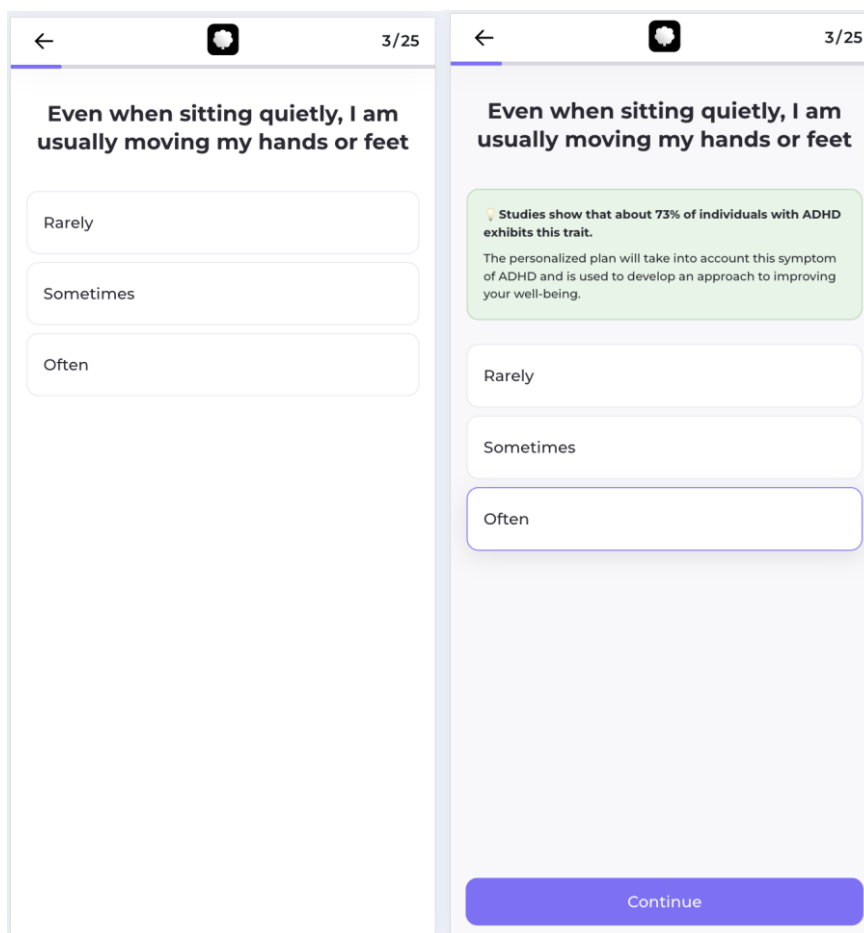 3/25
Even when sitting quietly, I am
usually moving my hands or feet
Rarely
Sometimes
Often
3/25
Even when sitting quietly, I am
usually moving my hands or feet
Studies show that about 73% of individuals with ADHD
exhibits this trait.
The personalized plan will take into account this symptom
of ADHD and is used to develop an approach to improving
your well-being.
Rarely
Sometimes
Often
Continue